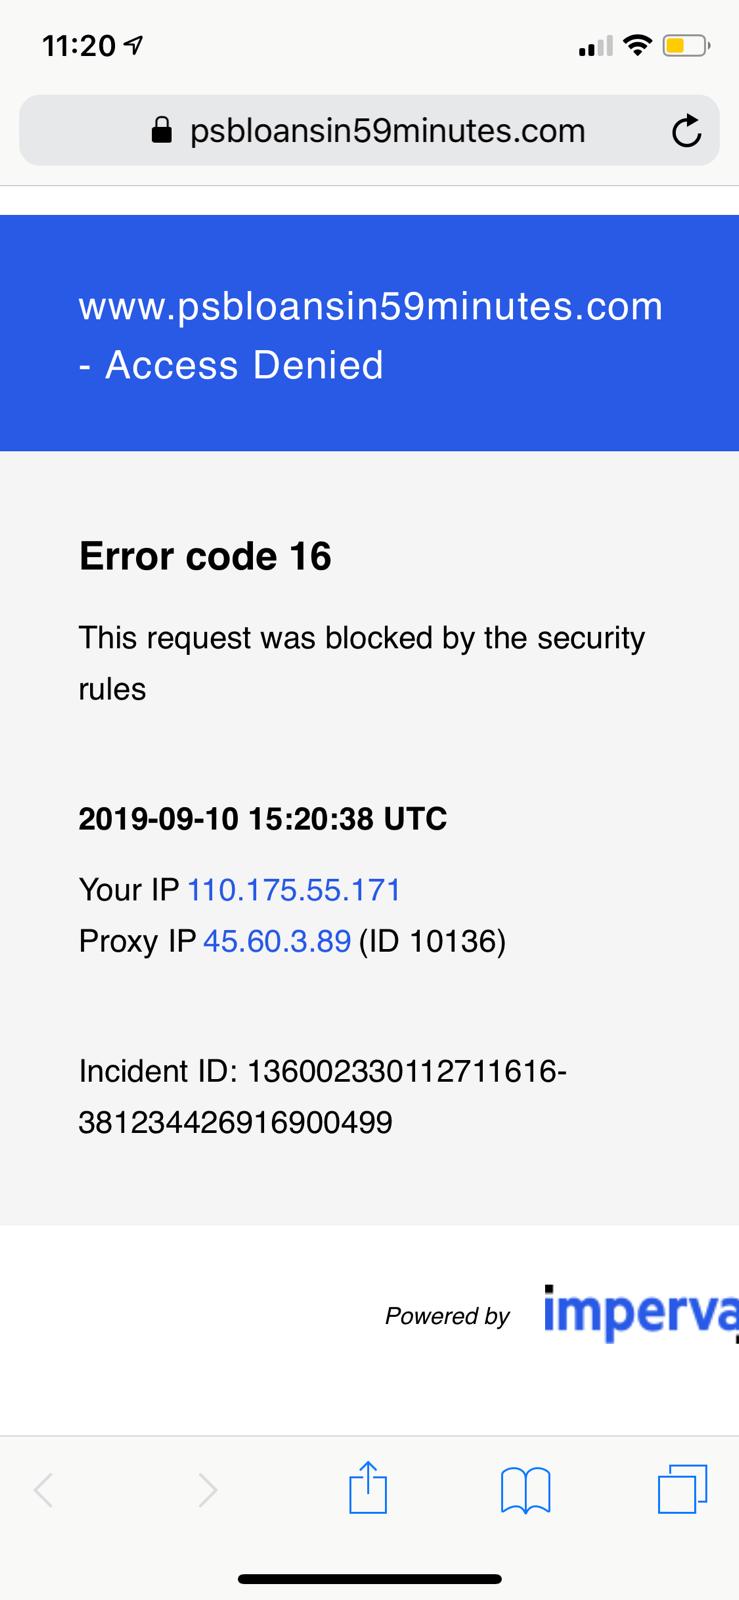 11:20
psbloansin59minutes.com
www.psbloansin59minutes.com
- Access Denied
Error code 16
This request was blocked by the security
rules
2019-09-10 15:20:38 UTC
Your IP 110.175.55.171
Proxy IP 45.60.3.89 (ID 10136)
Incident ID: 136002330112711616-
381234426916900499
Powered by imperva